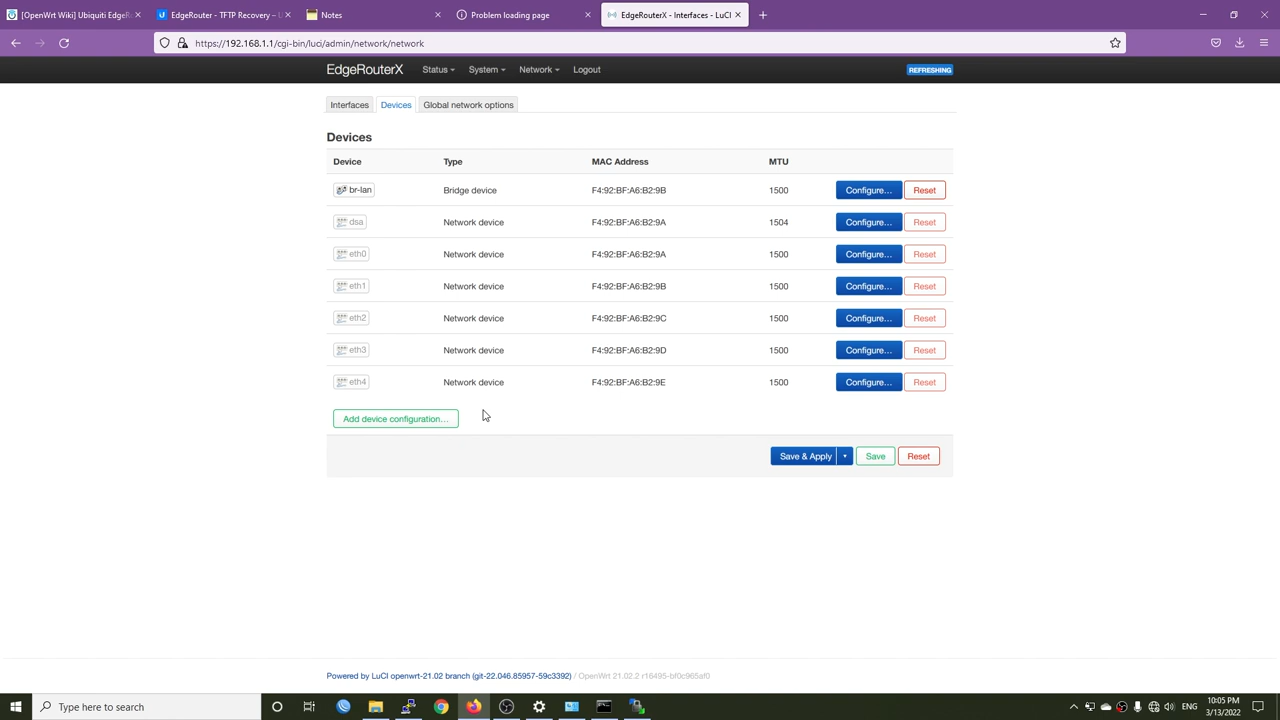 [OpenWrt Wiki] Ubiquiti EdgeRo
EdgeRouter - TFTP Recovery –
Notes
Problem loading page
EdgeRouterX - Interfaces - LuCI
https://192.168.1.1/cgi-bin/luci/admin/network/network
EdgeRouterX
Status
System
Network
Logout
REFRESHING
Interfaces
Devices
Global network options
Devices
Device Type MAC Address MTU
br-lan Bridge device F4:92:BF:A6:B2:9B 1500 Configure… Reset
dsa Network device F4:92:BF:A6:B2:9A 1504 Configure… Reset
eth0 Network device F4:92:BF:A6:B2:9A 1500 Configure… Reset
eth1 Network device F4:92:BF:A6:B2:9B 1500 Configure… Reset
eth2 Network device F4:92:BF:A6:B2:9C 1500 Configure… Reset
eth3 Network device F4:92:BF:A6:B2:9D 1500 Configure… Reset
eth4 Network device F4:92:BF:A6:B2:9E 1500 Configure… Reset
Add device configuration…
Save & Apply Save Reset
Powered by LuCI openwrt-21.02 branch (git-22.046.85957-59c3392) / OpenWrt 21.02.2 r16495-bf0c965af0
Type here to search
10:05 PM
3/13/2022